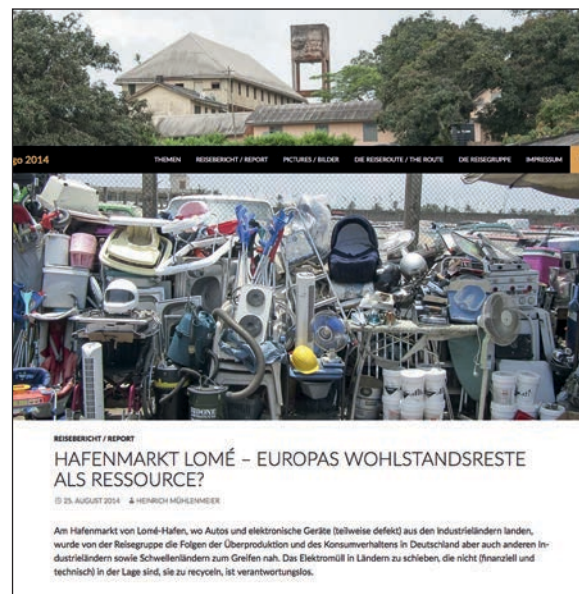 go 2014
THEMEN REISEBERICHT / REPORT PICTURES / BILDER DIE REISEROUTE / THE ROUTE DIE REISEGRUPPE IMPRESSUM
REISEBERICHT / REPORT
HAFENMARKT LOMÉ – EUROPAS WOHLSTANDSRESTE
ALS RESSOURCE?
25. AUGUST 2014 HEINRICH MÜHLENMEIER
Am Hafenmarkt von Lomé-Hafen, wo Autos und elektronische Geräte (teilweise defekt) aus den Industrieländern landen,
wurde von der Reisegruppe die Folgen der Überproduktion und des Konsumverhaltens in Deutschland aber auch anderen In-
dustrieländern sowie Schwellenländern zum Greifen nah. Das Elektromüll in Ländern zu schieben, die nicht (finanziell und
technisch) in der Lage sind, sie zu recyceln, ist verantwortungslos.